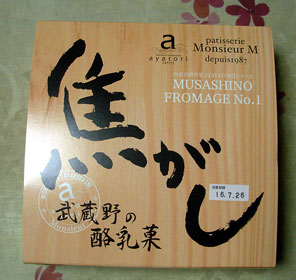 a
ayatori
patisserie
Monsieur M
depuis1987
MUSASHINO
FROMAGE No.1
焦がし
武蔵野の
酪乳菓
a
Monsieur
16.7.26